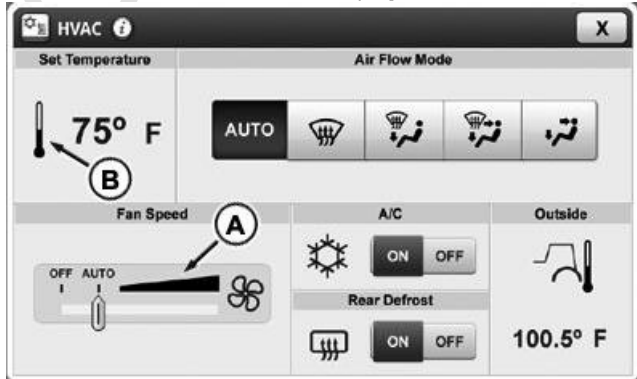 HVAC i X
Set Temperature
Air Flow Mode
75° F
AUTO
B
Fan Speed
A
A/C
Outside
OFF AUTO
ON OFF
Rear Defrost
ON OFF
100.5° F